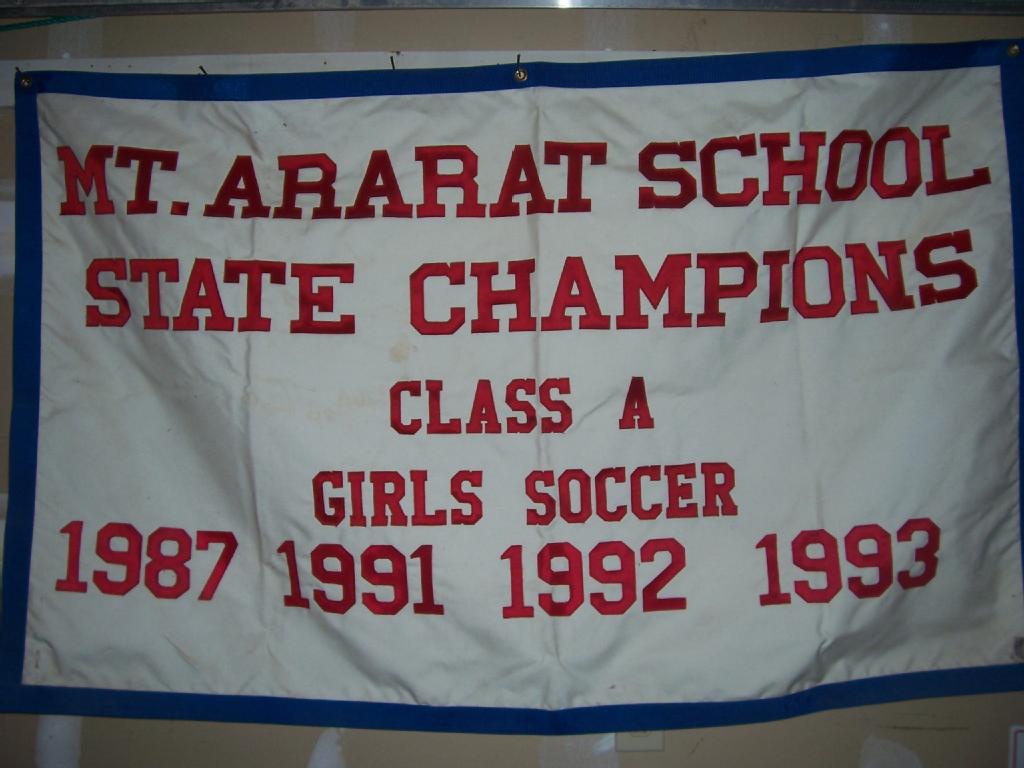 MT. ARARAT SCHOOL
STATE CHAMPIONS
CLASS A
GIRLS SOCCER
1987 1991 1992 1993